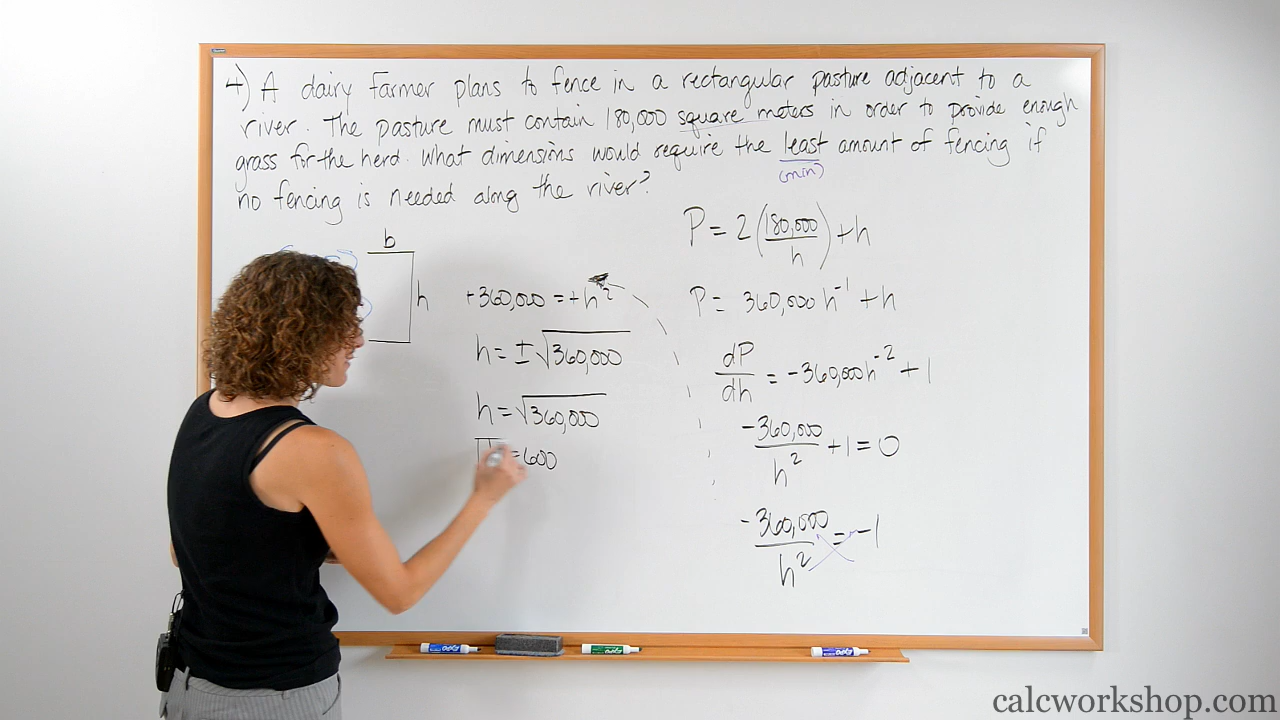 4) A dairy farmer plans to fence in a rectangular pasture adjacent to a
river. The pasture must contain 180,000 square meters in order to provide enough
grass for the herd. What dimensions would require the least amount of fencing if
(min)
no fencing is needed along the river?
b
h
+360,000 = +h²
h = ±√360,000
h = √360,000
= 600
P = 2(180,000/h) + h
P = 360,000h⁻¹ + h
dP/dh = -360,000h⁻² + 1
-360,000/h² + 1 = 0
-360,000/h² = -1
calcworkshop.com